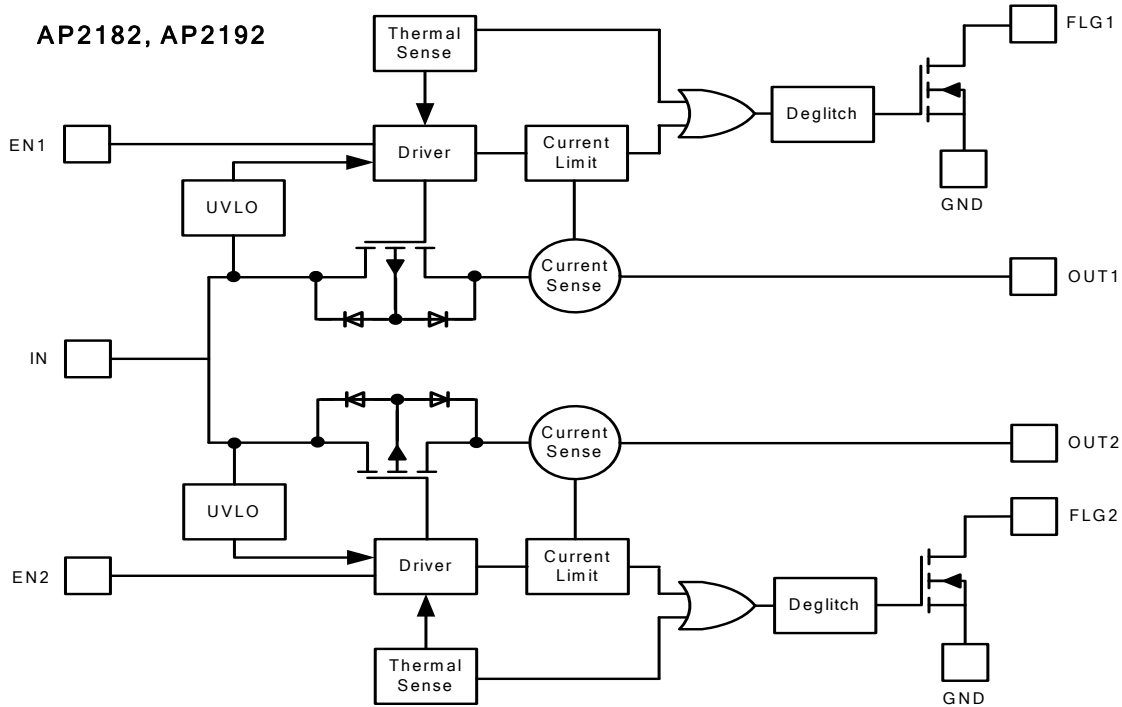 AP2182, AP2192
Thermal
Sense
FLG1
EN1
Driver
Current
Limit
Deglitch
UVLO
GND
Current
Sense
OUT1
IN
Current
Sense
OUT2
UVLO
FLG2
EN2
Driver
Current
Limit
Deglitch
Thermal
Sense
GND